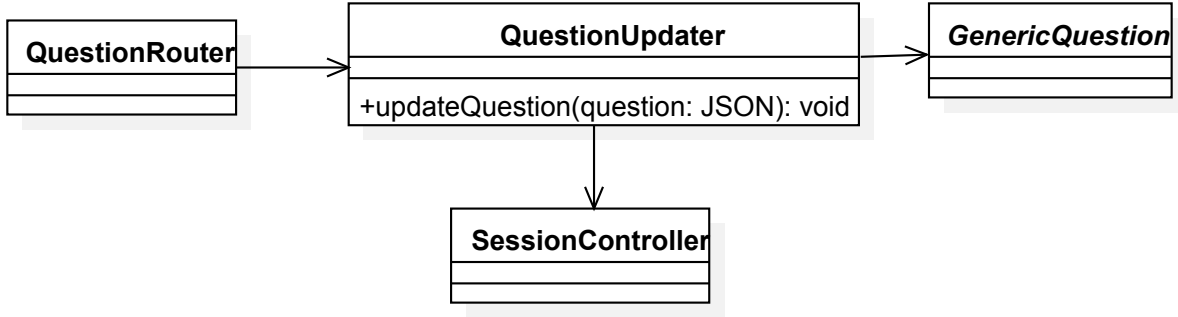 QuestionRouter
QuestionUpdater
+updateQuestion(question: JSON): void
GenericQuestion
SessionController